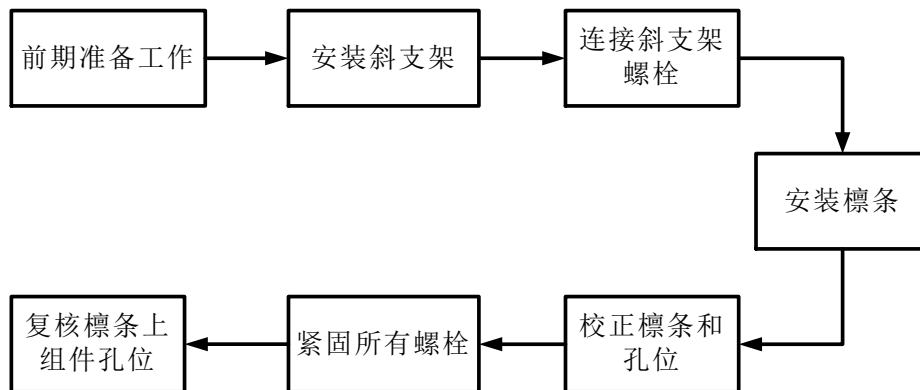 前期准备工作
安装斜支架
连接斜支架
螺栓
安装檩条
校正檩条和
孔位
紧固所有螺栓
复核檩条上
组件孔位